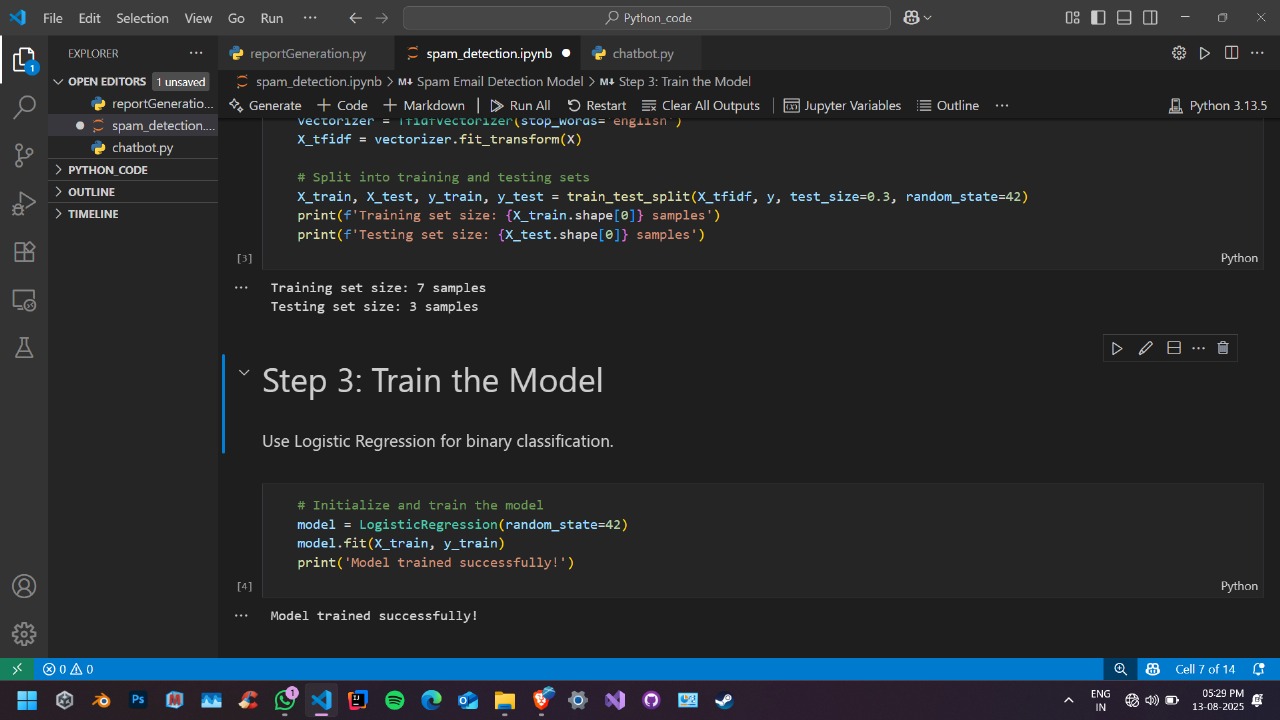 File Edit Selection View Go Run ··· Python_code
EXPLORER ···
OPEN EDITORS 1 unsaved
reportGeneratio...
spam_detection....
chatbot.py
PYTHON_CODE
OUTLINE
TIMELINE
reportGeneration.py spam_detection.ipynb chatbot.py
spam_detection.ipynb > M↓ Spam Email Detection Model > M↓ Step 3: Train the Model
Generate + Code + Markdown Run All Restart Clear All Outputs Jupyter Variables Outline ··· Python 3.13.5
vectorizer = TfidfVectorizer(stop_words='english')
X_tfidf = vectorizer.fit_transform(X)
# Split into training and testing sets
X_train, X_test, y_train, y_test = train_test_split(X_tfidf, y, test_size=0.3, random_state=42)
print(f'Training set size: {X_train.shape[0]} samples')
print(f'Testing set size: {X_test.shape[0]} samples')
[3] Python
··· Training set size: 7 samples
Testing set size: 3 samples
Step 3: Train the Model
Use Logistic Regression for binary classification.
# Initialize and train the model
model = LogisticRegression(random_state=42)
model.fit(X_train, y_train)
print('Model trained successfully!')
[4] Python
··· Model trained successfully!
0 0 Cell 7 of 14
ENG
IN
05:29 PM
13-08-2025